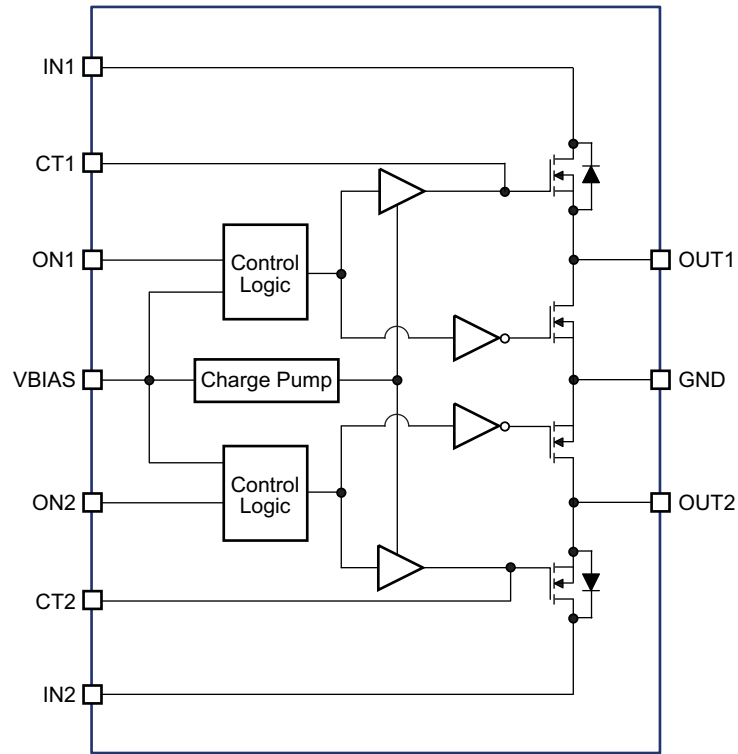 IN1
CT1
ON1
Control
Logic
OUT1
VBIAS
Charge Pump
GND
Control
Logic
ON2
OUT2
CT2
IN2